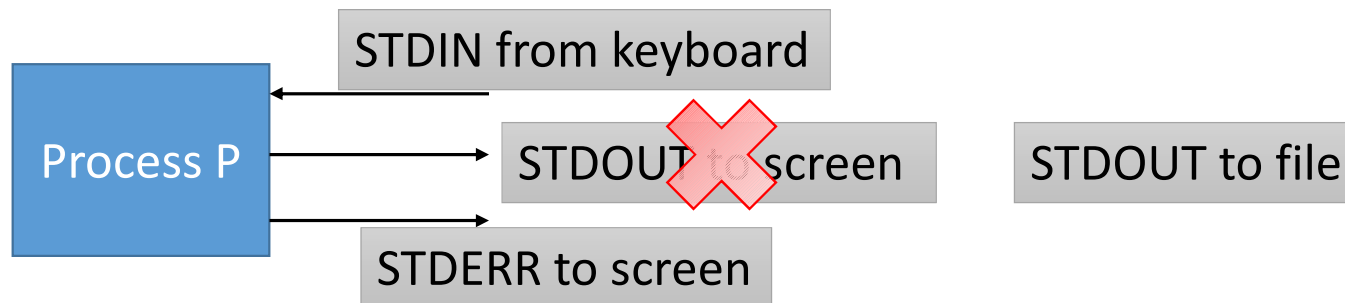 STDIN from keyboard
Process P
STDOUT to screen
STDOUT to file
STDERR to screen